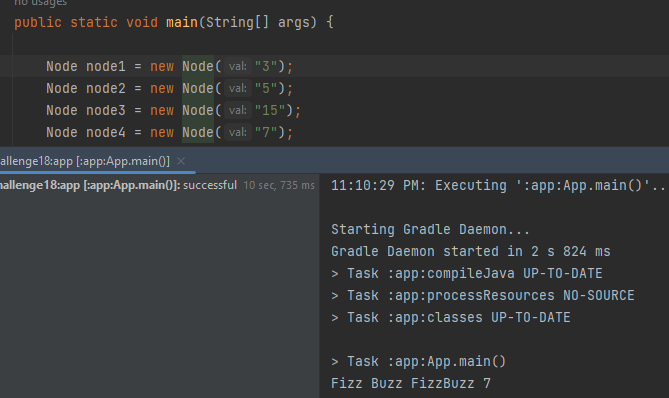 no usages
public static void main(String[] args) {
Node node1 = new Node( val: "3");
Node node2 = new Node( val: "5");
Node node3 = new Node( val: "15");
Node node4 = new Node( val: "7");
allenge18:app [:app:App.main()] ×
hallenge18:app [:app:App.main()]: successful 10 sec, 735 ms
11:10:29 PM: Executing ':app:App.main()'..
Starting Gradle Daemon...
Gradle Daemon started in 2 s 824 ms
> Task :app:compileJava UP-TO-DATE
> Task :app:processResources NO-SOURCE
> Task :app:classes UP-TO-DATE
> Task :app:App.main()
Fizz Buzz FizzBuzz 7